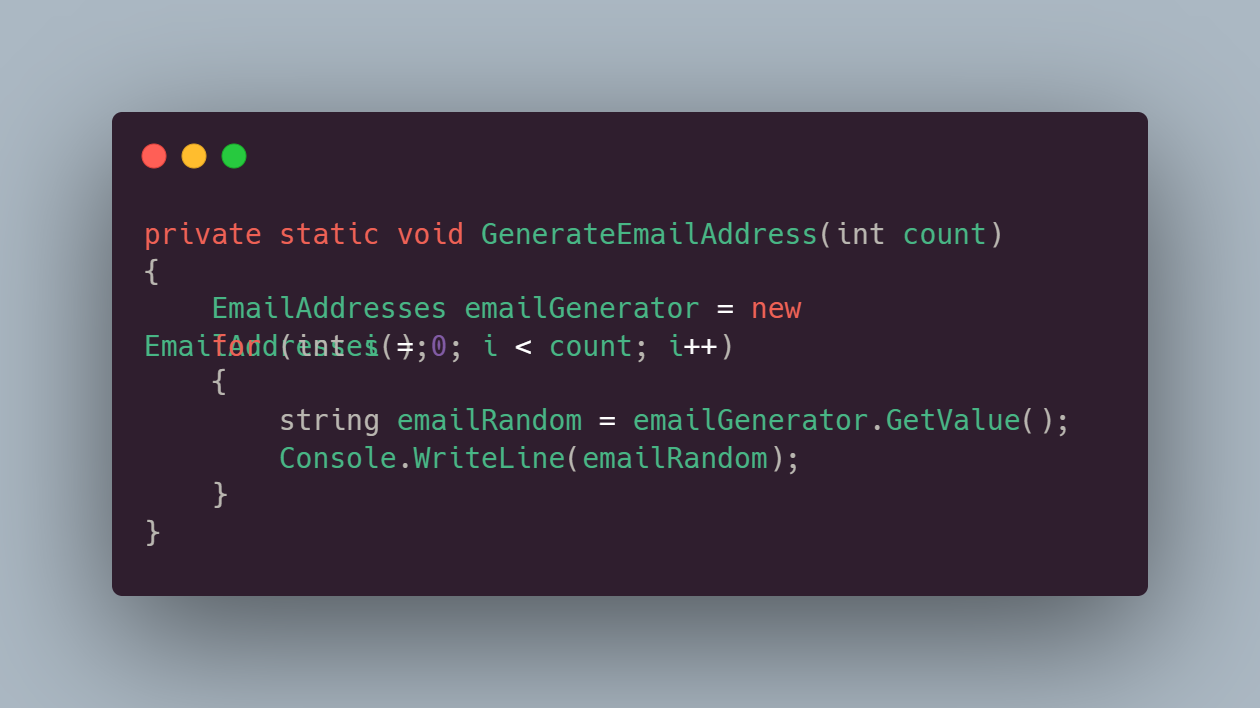 private static void GenerateEmailAddress(int count)
{
    EmailAddresses emailGenerator = new
EmailAddresses();
    for (int i = 0; i < count; i++)
    {
        string emailRandom = emailGenerator.GetValue();
        Console.WriteLine(emailRandom);
    }
}